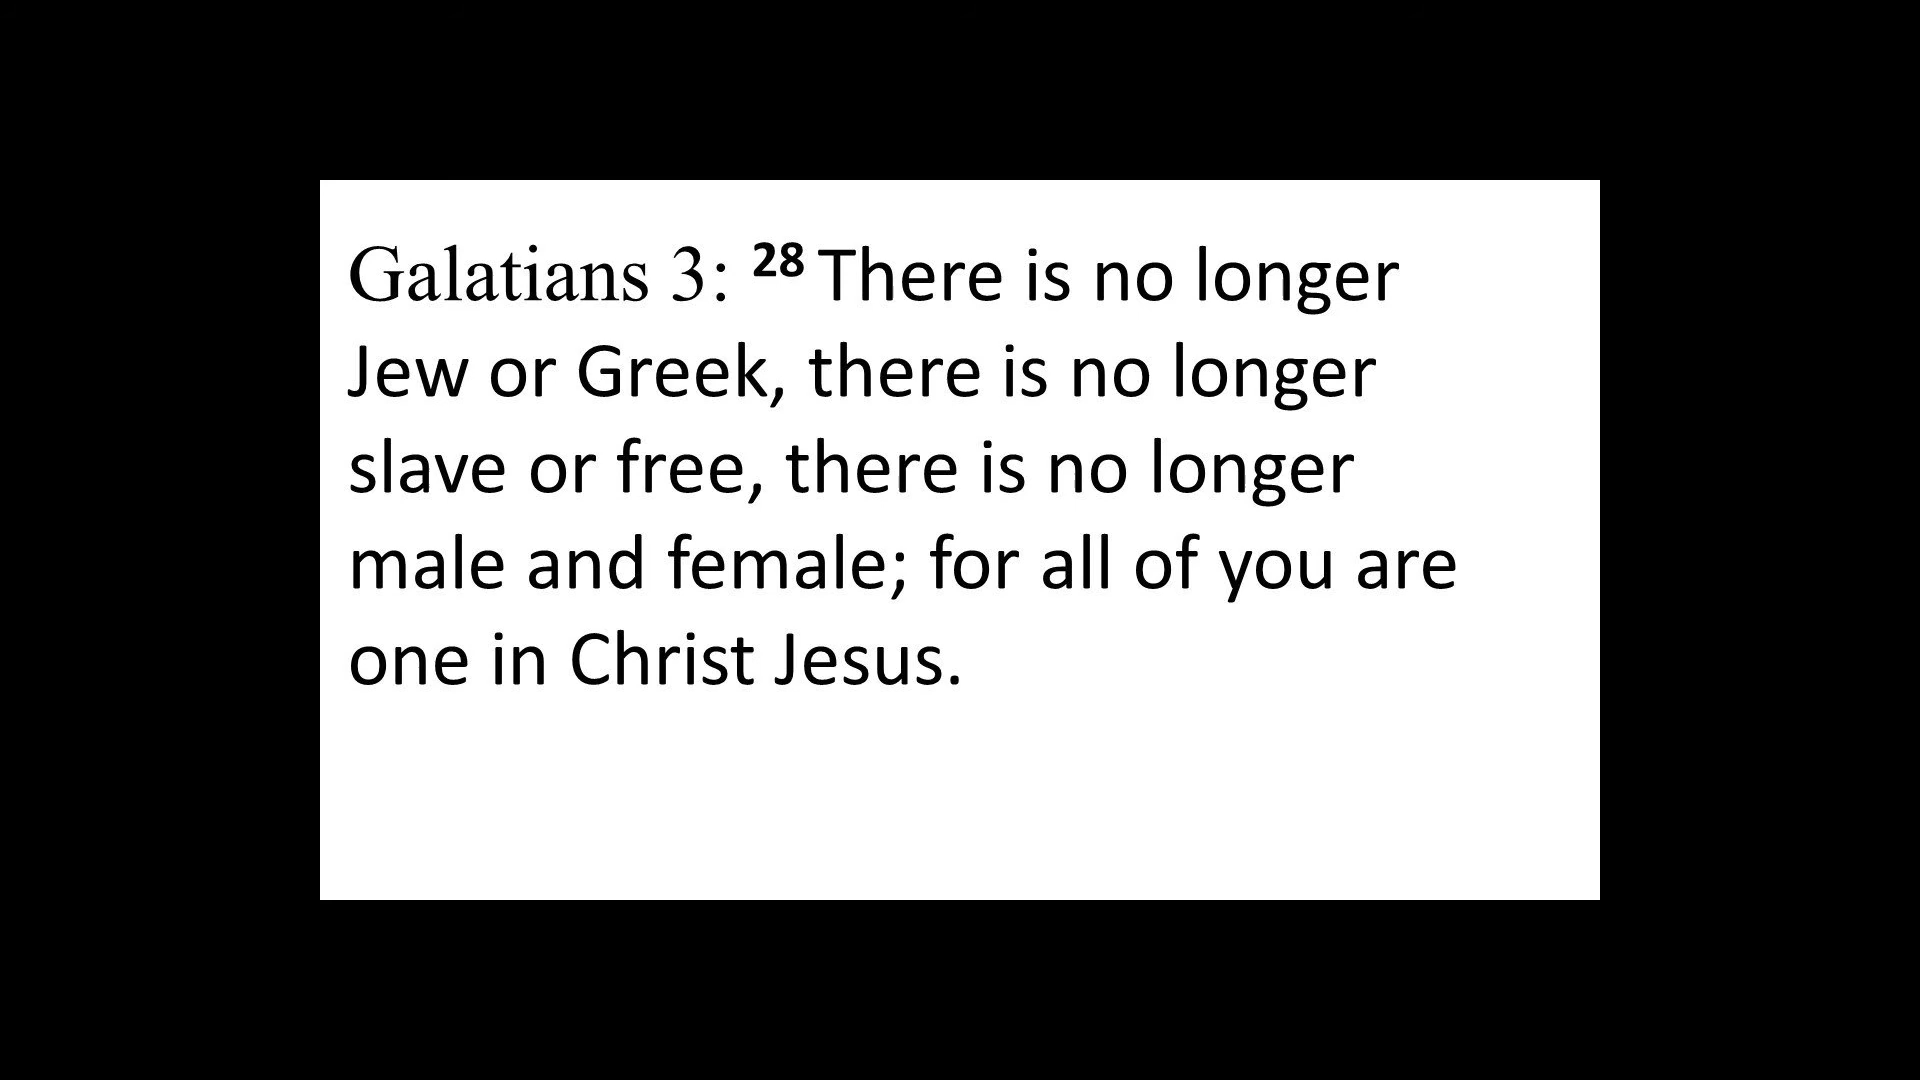 Galatians 3: 28 There is no longer
Jew or Greek, there is no longer
slave or free, there is no longer
male and female; for all of you are
one in Christ Jesus.